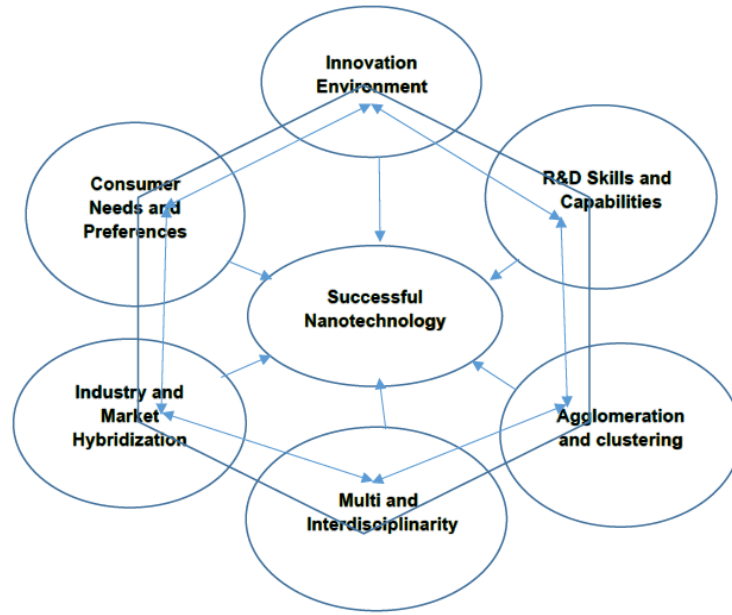 Innovation
Environment
Consumer
Needs and
Preferences
R&D Skills and
Capabilities
Successful
Nanotechnology
Industry and
Market
Hybridization
Agglomeration
and clustering
Multi and
Interdisciplinarity